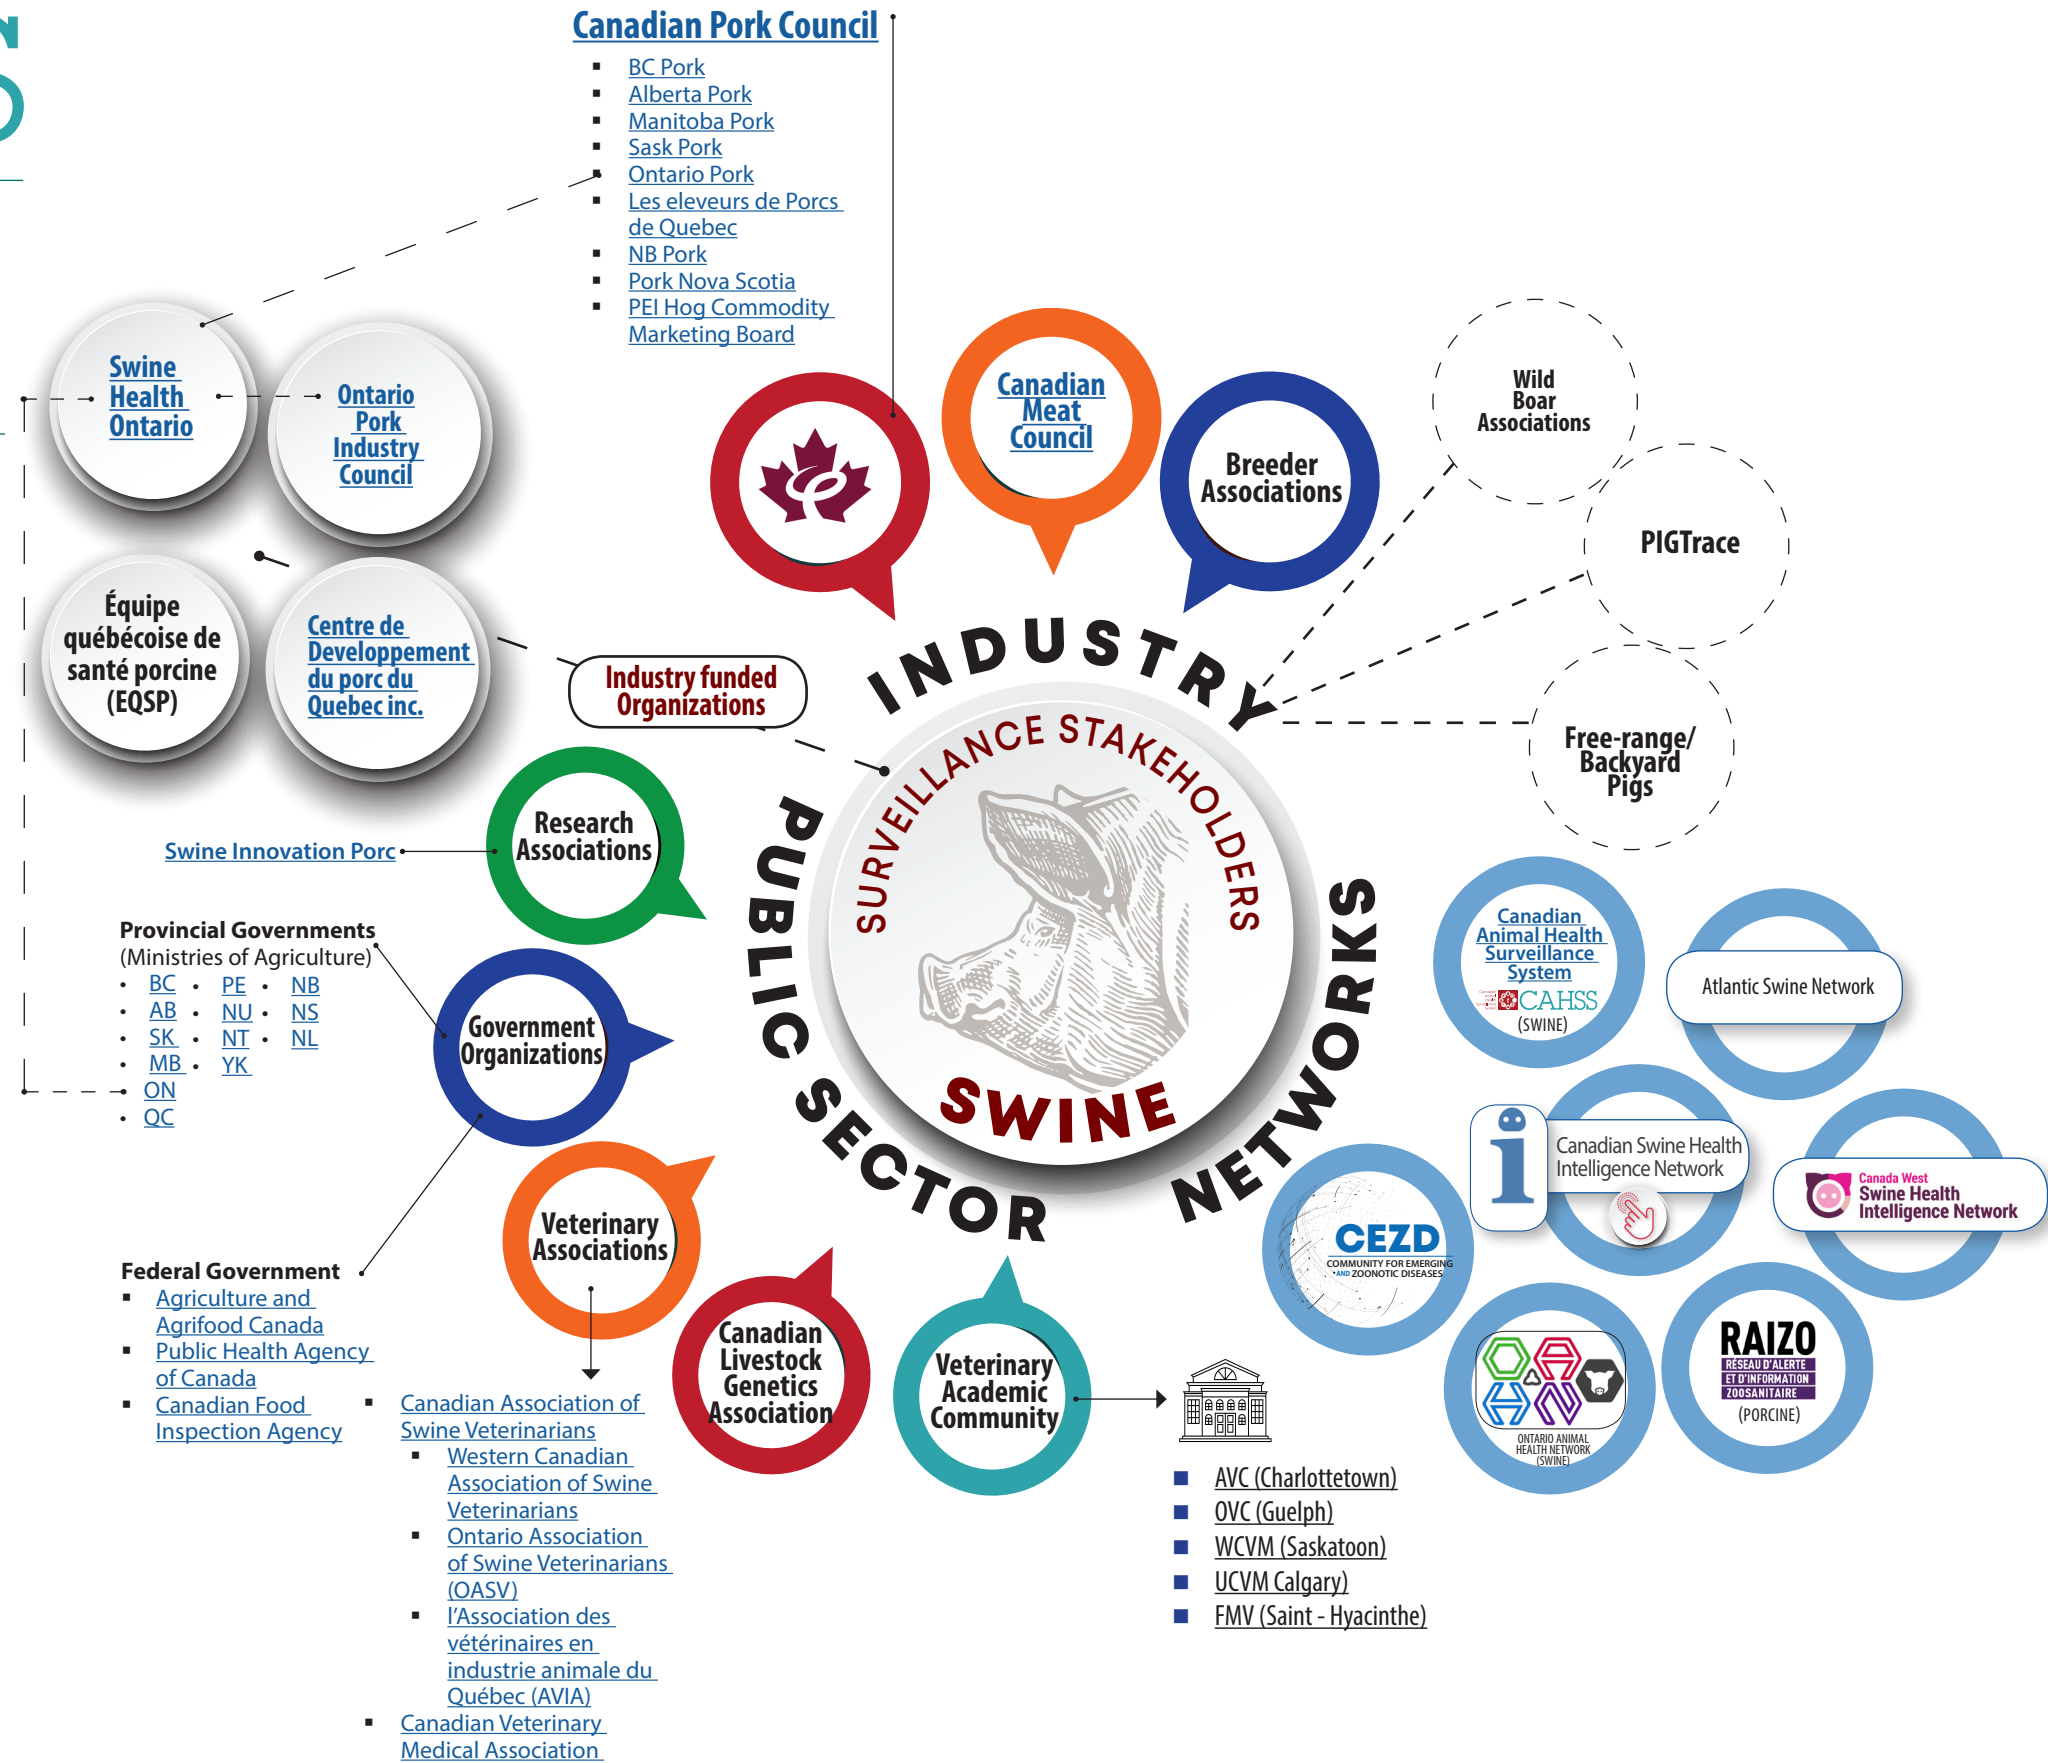 Canadian Pork Council
BC Pork
Alberta Pork
Manitoba Pork
Sask Pork
Ontario Pork
Les eleveurs de Porcs
de Quebec
NB Pork
Pork Nova Scotia
PEI Hog Commodity
Marketing Board
Swine
Health
Ontario
Ontario
Pork
Industry
Council
Équipe
québécoise de
santé porcine
(EQSP)
Centre de
Developpement
du porc du
Quebec inc.
Industry funded
Organizations
Canadian
Meat
Council
Breeder
Associations
Wild
Boar
Associations
PIGTrace
Free-range/
Backyard
Pigs
INDUSTRY
SURVEILLANCE STAKEHOLDERS
SWINE
PUBLIC SECTOR
NETWORKS
Research
Associations
Swine Innovation Porc
Provincial Governments
(Ministries of Agriculture)
BC PE NB
AB NU NS
SK NT NL
MB YK
ON
QC
Government
Organizations
Federal Government
Agriculture and
Agrifood Canada
Public Health Agency
of Canada
Canadian Food
Inspection Agency
Veterinary
Associations
Canadian Association of
Swine Veterinarians
Western Canadian
Association of Swine
Veterinarians
Ontario Association
of Swine Veterinarians
(OASV)
l'Association des
vétérinaires en
industrie animale du
Québec (AVIA)
Canadian Veterinary
Medical Association
Canadian
Livestock
Genetics
Association
Veterinary
Academic
Community
AVC (Charlottetown)
OVC (Guelph)
WCVM (Saskatoon)
UCVM Calgary)
FMV (Saint - Hyacinthe)
Canadian
Animal Health
Surveillance
System
CAHSS
(SWINE)
Atlantic Swine Network
i
Canadian Swine Health
Intelligence Network
Canada West
Swine Health
Intelligence Network
CEZD
COMMUNITY FOR EMERGING
AND ZOONOTIC DISEASES
OAHN
ONTARIO ANIMAL
HEALTH NETWORK
(SWINE)
RAIZO
RÉSEAU D'ALERTE
ET D'INFORMATION
ZOOSANITAIRE
(PORCINE)